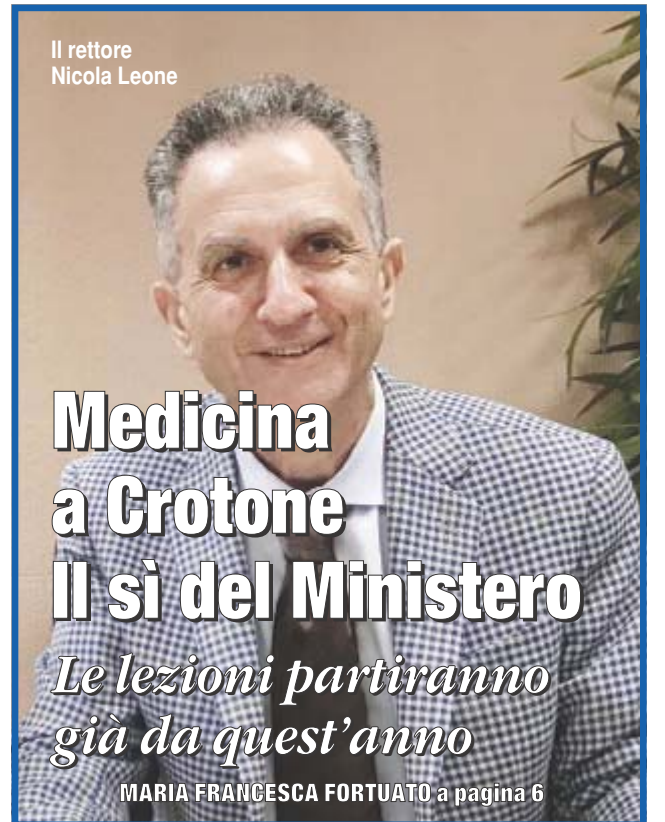 Il rettore
Nicola Leone
Medicina
a Crotone
Il sì del Ministero
Le lezioni partiranno
già da quest’anno
MARIA FRANCESCA FORTUATO a pagina 6